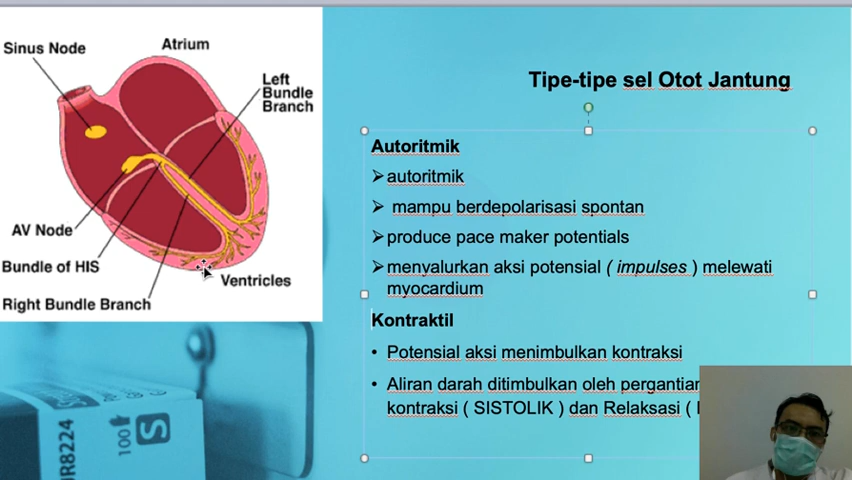 Sinus Node
Atrium
Left
Bundle
Branch
AV Node
Bundle of HIS
Ventricles
Right Bundle Branch
Tipe-tipe sel Otot Jantung
Autoritmik
autoritmik
mampu berdepolarisasi spontan
produce pace maker potentials
menyalurkan aksi potensial ( impulses ) melewati
myocardium
Kontraktil
Potensial aksi menimbulkan kontraksi
Aliran darah ditimbulkan oleh pergantian
kontraksi ( SISTOLIK ) dan Relaksasi (
JR8224
100
S